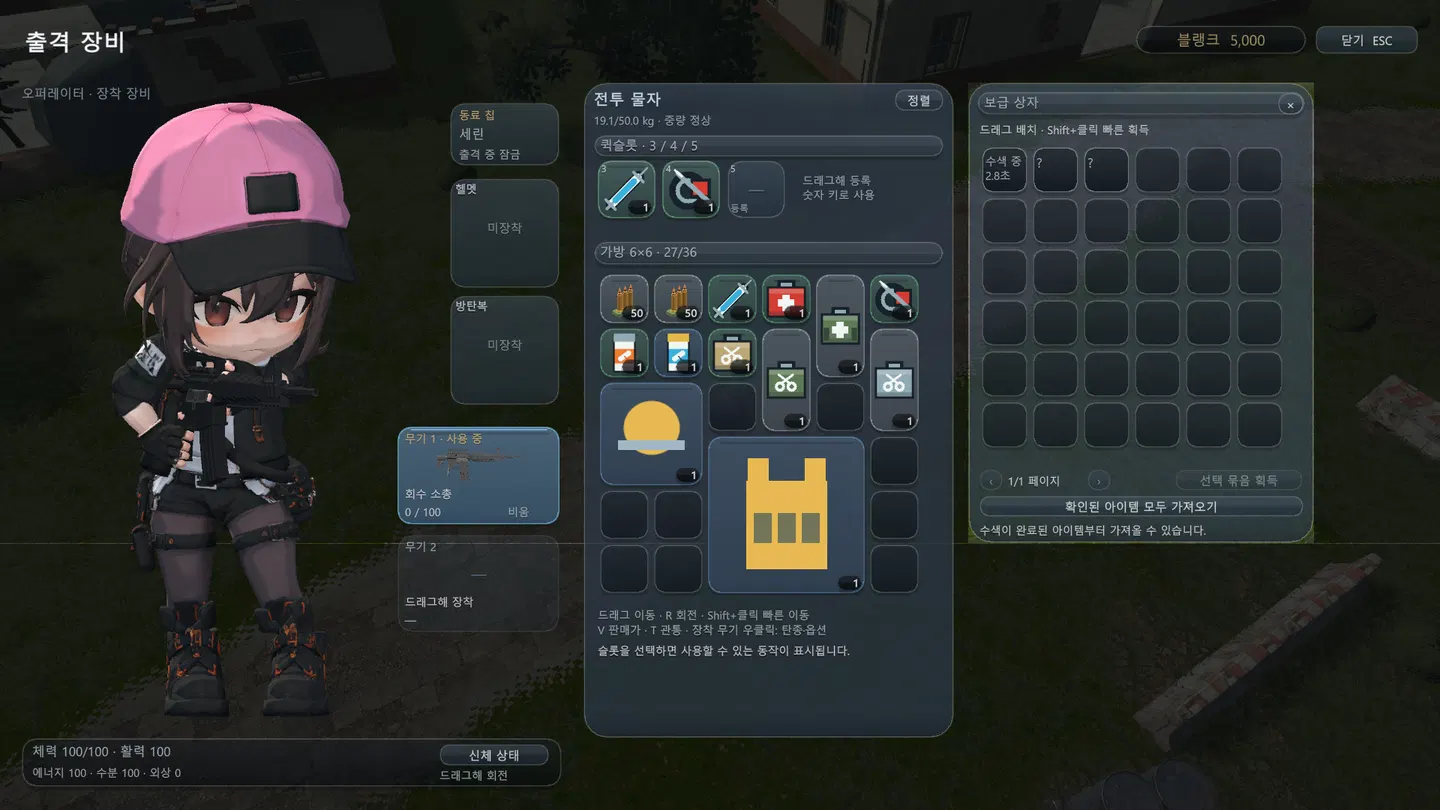 출격 장비
블랭크 5,000
닫기 ESC
오퍼레이터 · 장착 장비
동료 칩
세린
출격 중 잠금
헬멧
미장착
방탄복
미장착
무기 1 · 사용 중
회수 소총
0 / 100 비움
무기 2
—
드래그해 장착
—
체력 100/100 · 활력 100
에너지 100 · 수분 100 · 외상 0
신체 상태
드래그해 회전
전투 물자
정렬
19.1/50.0 kg · 중량 정상
퀵슬롯 · 3 / 4 / 5
3
1
4
1
5
—
등록
드래그해 등록
숫자 키로 사용
가방 6×6 · 27/36
50
50
1
1
1
1
1
1
1
1
1
1
1
드래그 이동 · R 회전 · Shift+클릭 빠른 이동
V 판매가 · T 관통 · 장착 무기 우클릭: 탄종·옵션
슬롯을 선택하면 사용할 수 있는 동작이 표시됩니다.
보급 상자
×
드래그 배치 · Shift+클릭 빠른 획득
수색 중
2.8초
?
?
‹
1/1 페이지
›
선택 묶음 획득
확인된 아이템 모두 가져오기
수색이 완료된 아이템부터 가져올 수 있습니다.